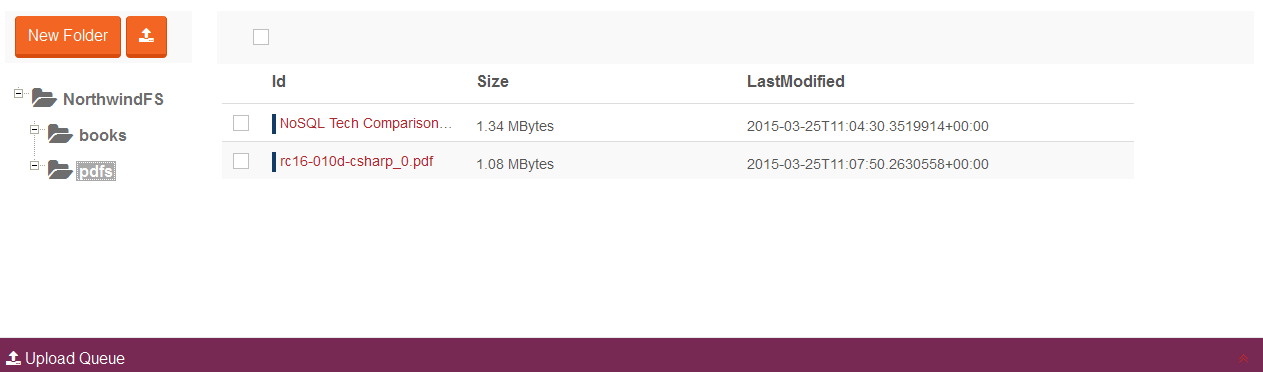 New Folder
NorthwindFS
books
pdfs
Id Size LastModified
NoSQL Tech Comparison… 1.34 MBytes 2015-03-25T11:04:30.3519914+00:00
rc16-010d-csharp_0.pdf 1.08 MBytes 2015-03-25T11:07:50.2630558+00:00
Upload Queue